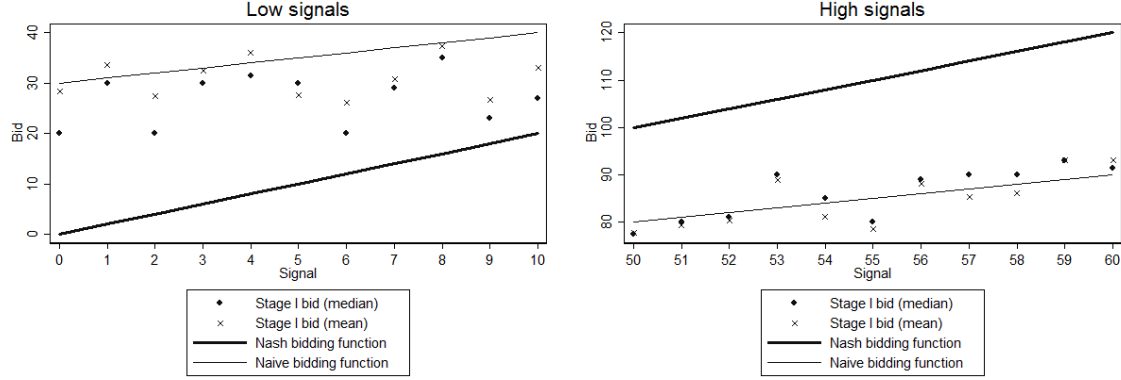 Low signals
40
30
20
10
0
Bid
0 1 2 3 4 5 6 7 8 9 10
Signal
Stage I bid (median)
Stage I bid (mean)
Nash bidding function
Naive bidding function
High signals
120
110
100
90
80
Bid
50 51 52 53 54 55 56 57 58 59 60
Signal
Stage I bid (median)
Stage I bid (mean)
Nash bidding function
Naive bidding function